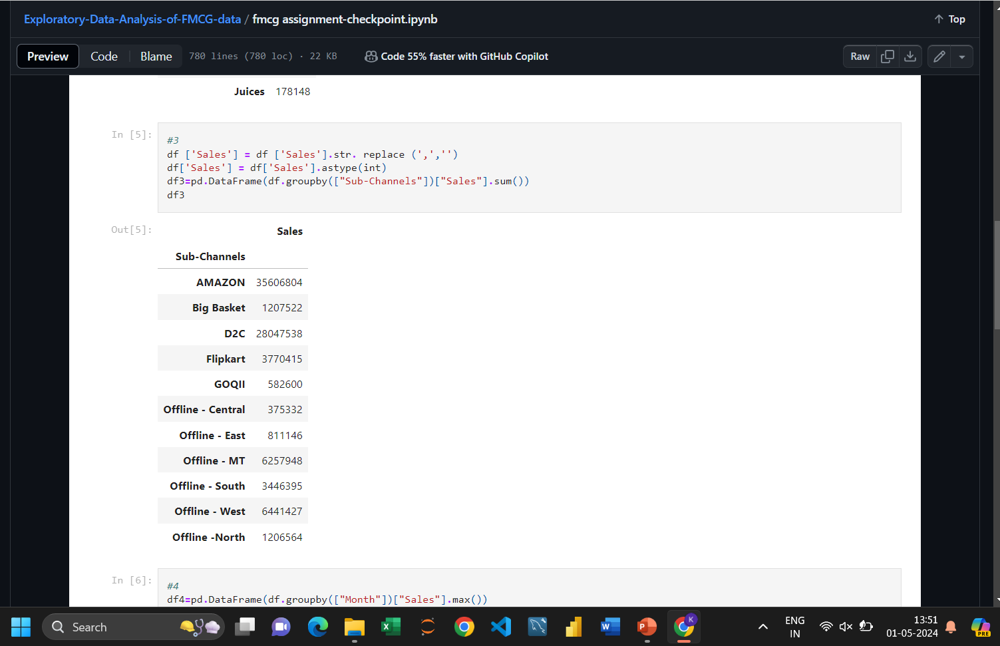 Exploratory-Data-Analysis-of-FMCG-data / fmcg assignment-checkpoint.ipynb
Top
Preview
Code
Blame
780 lines (780 loc) · 22 KB
Code 55% faster with GitHub Copilot
Raw
Juices 178148
In [5]:
#3
df ['Sales'] = df ['Sales'].str. replace (',','')
df['Sales'] = df['Sales'].astype(int)
df3=pd.DataFrame(df.groupby(["Sub-Channels"])["Sales"].sum())
df3
Out[5]:
Sales
Sub-Channels
AMAZON 35606804
Big Basket 1207522
D2C 28047538
Flipkart 3770415
GOQII 582600
Offline - Central 375332
Offline - East 811146
Offline - MT 6257948
Offline - South 3446395
Offline - West 6441427
Offline -North 1206564
In [6]:
#4
df4=pd.DataFrame(df.groupby(["Month"])["Sales"].max())
Search
K
PRE
ENG
IN
13:51
01-05-2024